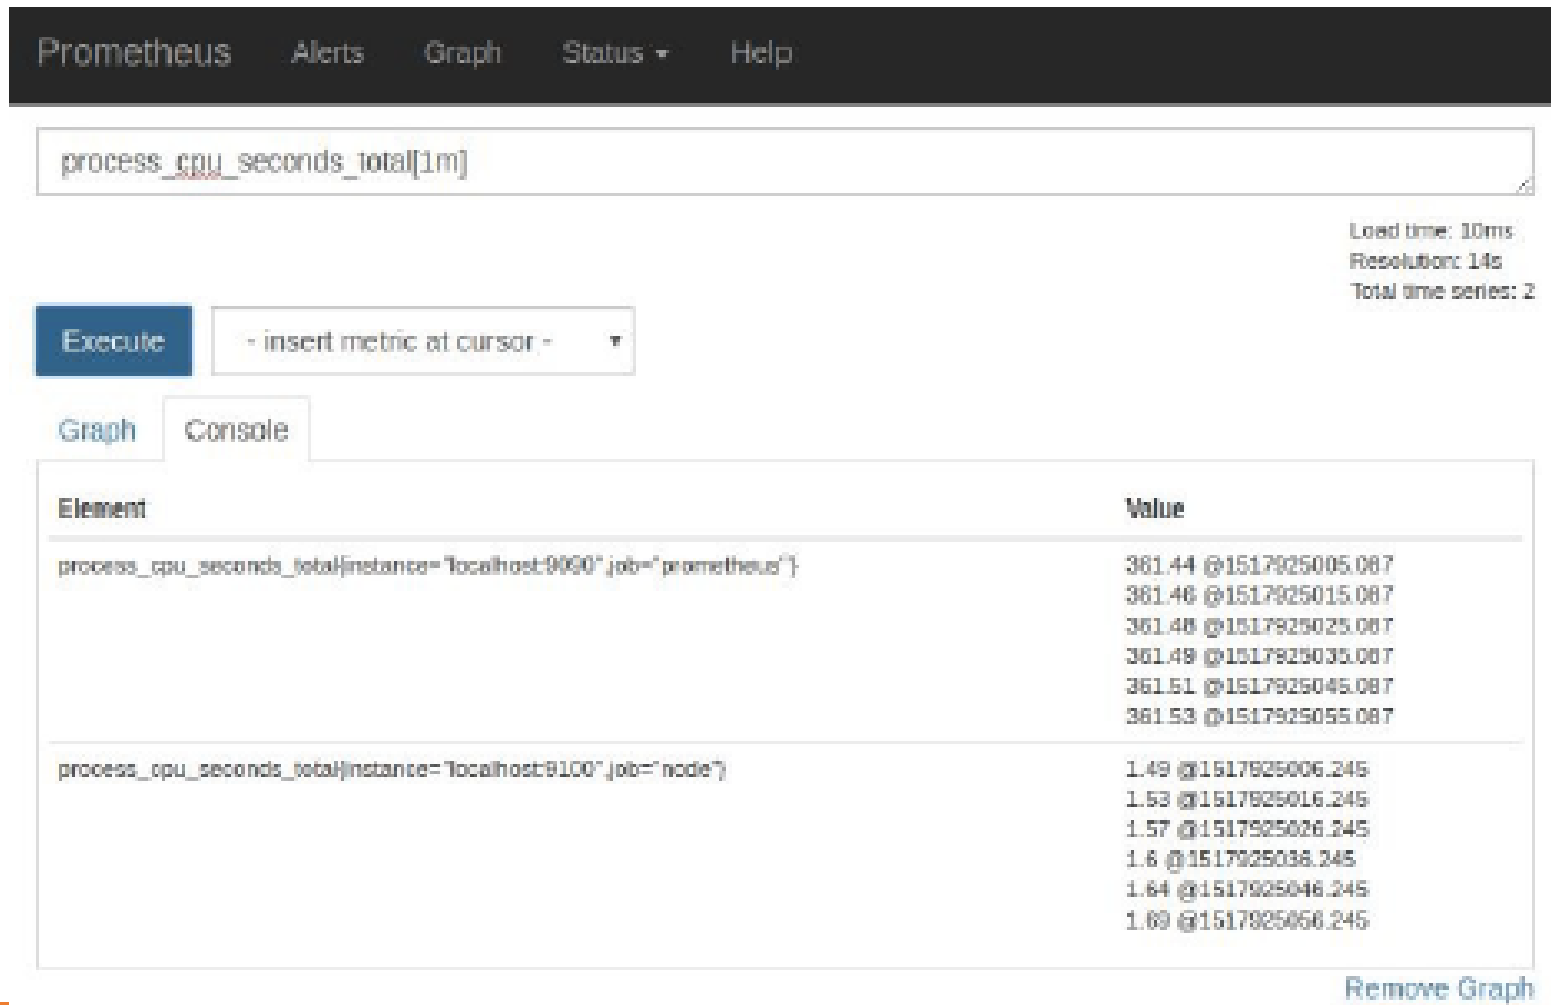 Prometheus Alerts Graph Status Help
process_cpu_seconds_total[1m]
Load time: 10ms
Resolution: 14s
Total time series: 2
Execute
- insert metric at cursor -
Graph Console
Element Value
process_cpu_seconds_total{instance="localhost:9090",job="prometheus"} 361.44 @1517925005.087
361.46 @1517925015.087
361.48 @1517925025.087
361.49 @1517925035.087
361.51 @1517925045.087
361.53 @1517925055.087
process_cpu_seconds_total{instance="localhost:9100",job="node"} 1.49 @1517925006.245
1.53 @1517925016.245
1.57 @1517925026.245
1.6 @1517925036.245
1.64 @1517925046.245
1.69 @1517925056.245
Remove Graph